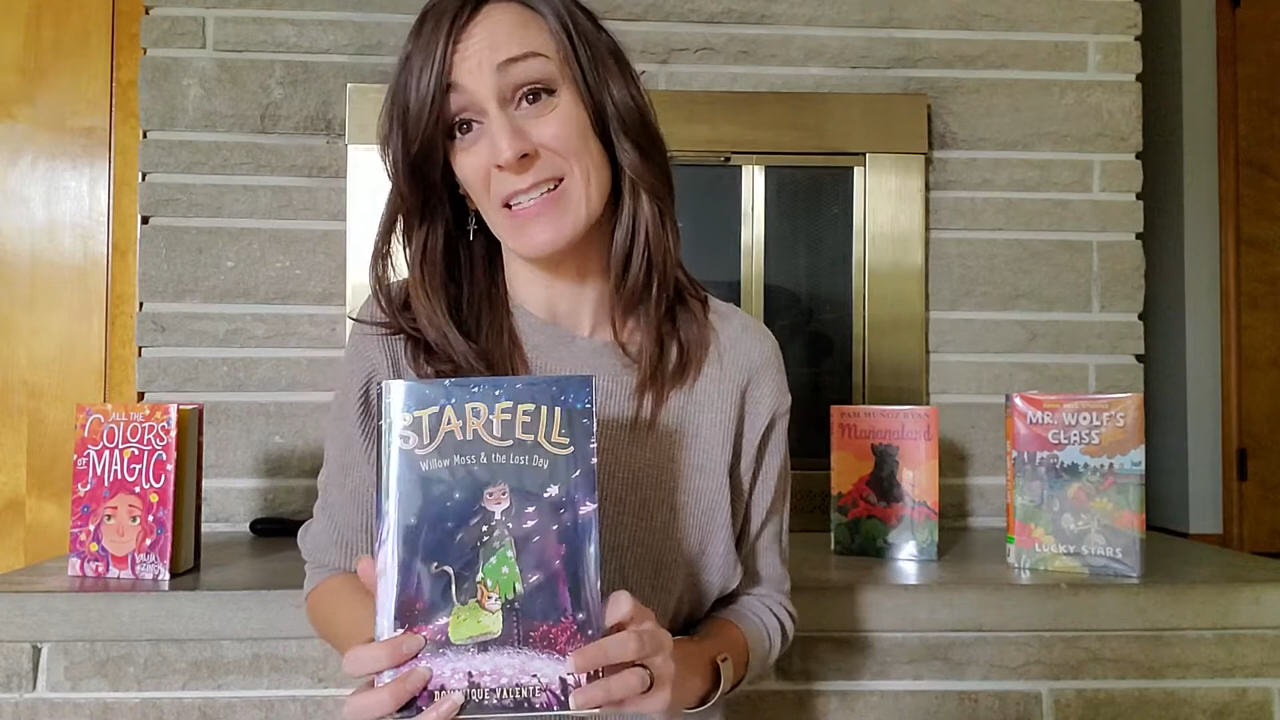 ALL THE
COLORS
OF
MAGIC
STARFELL
Willow Moss & the Lost Day
DOMINIQUE VALENTE
PAM MUÑOZ RYAN
Mañanaland
MR. WOLF'S
CLASS
LUCKY STARS